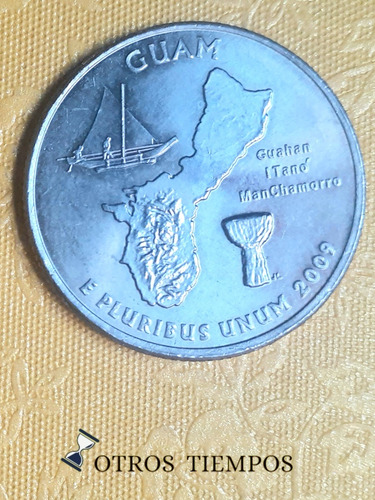 GUAM
Guahan
I Tano'
ManChamorro
E PLURIBUS UNUM 2009
OTROS TIEMPOS